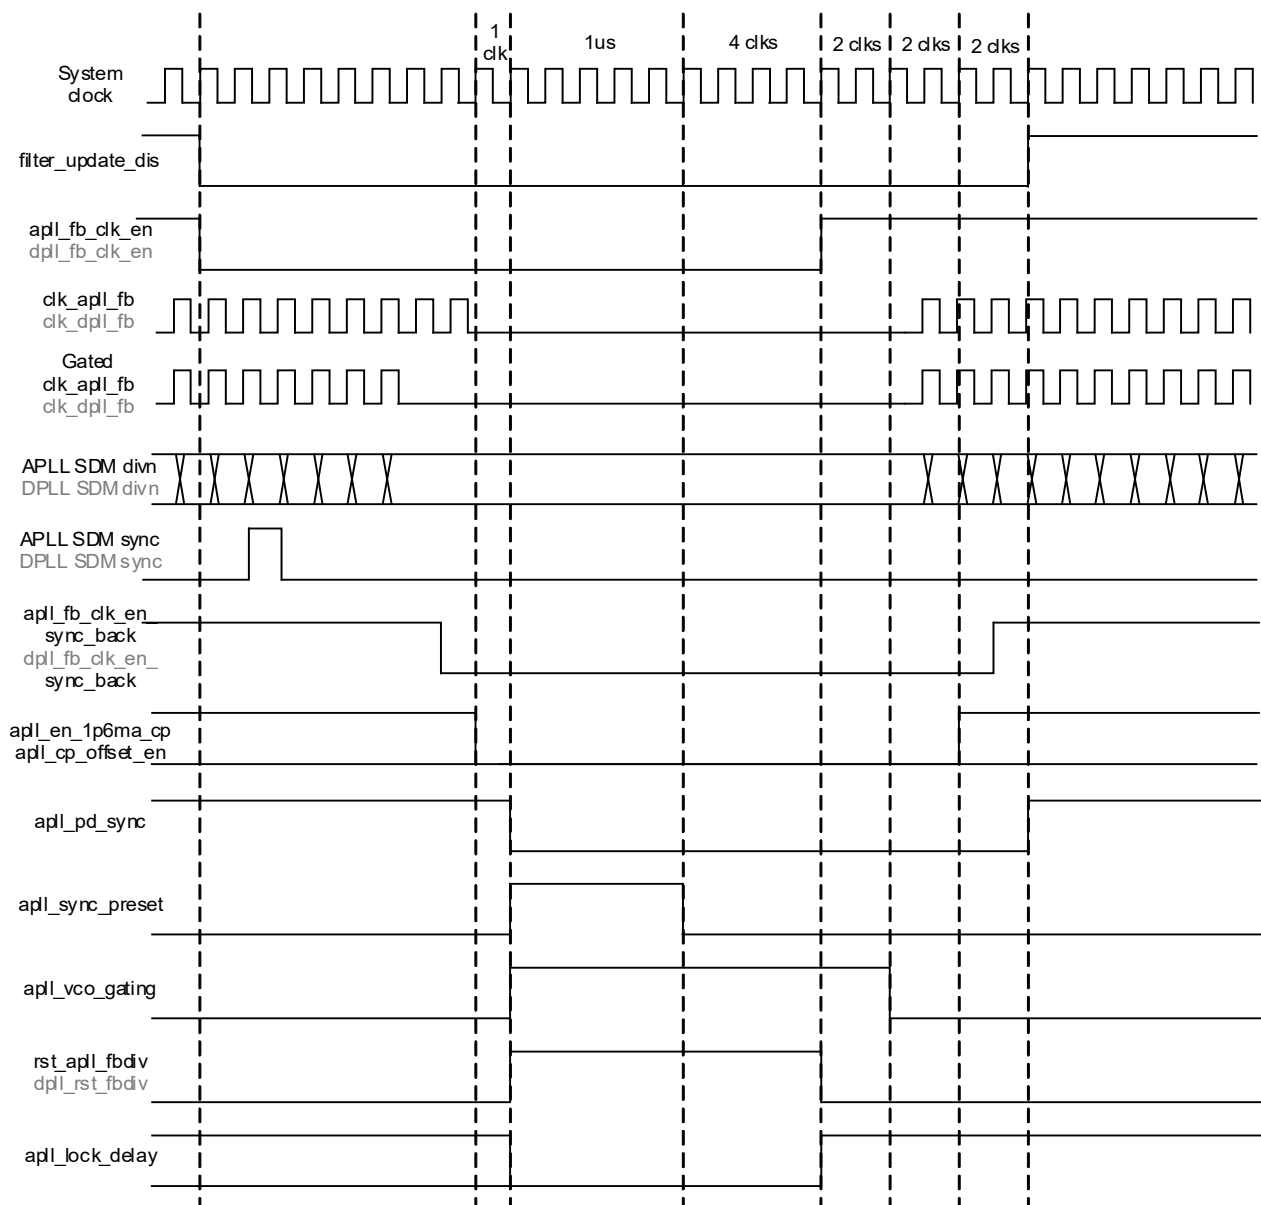 1
clk
1us
4 clks
2 clks
2 clks
2 clks
System
clock
filter_update_dis
apll_fb_clk_en
dpll_fb_clk_en
clk_apll_fb
clk_dpll_fb
Gated
clk_apll_fb
clk_dpll_fb
APLL SDM divn
DPLL SDM divn
APLL SDM sync
DPLL SDM sync
apll_fb_clk_en_
sync_back
dpll_fb_clk_en_
sync_back
apll_en_1p6ma_cp
apll_cp_offset_en
apll_pd_sync
apll_sync_preset
apll_vco_gating
rst_apll_fbdiv
dpll_rst_fbdiv
apll_lock_delay